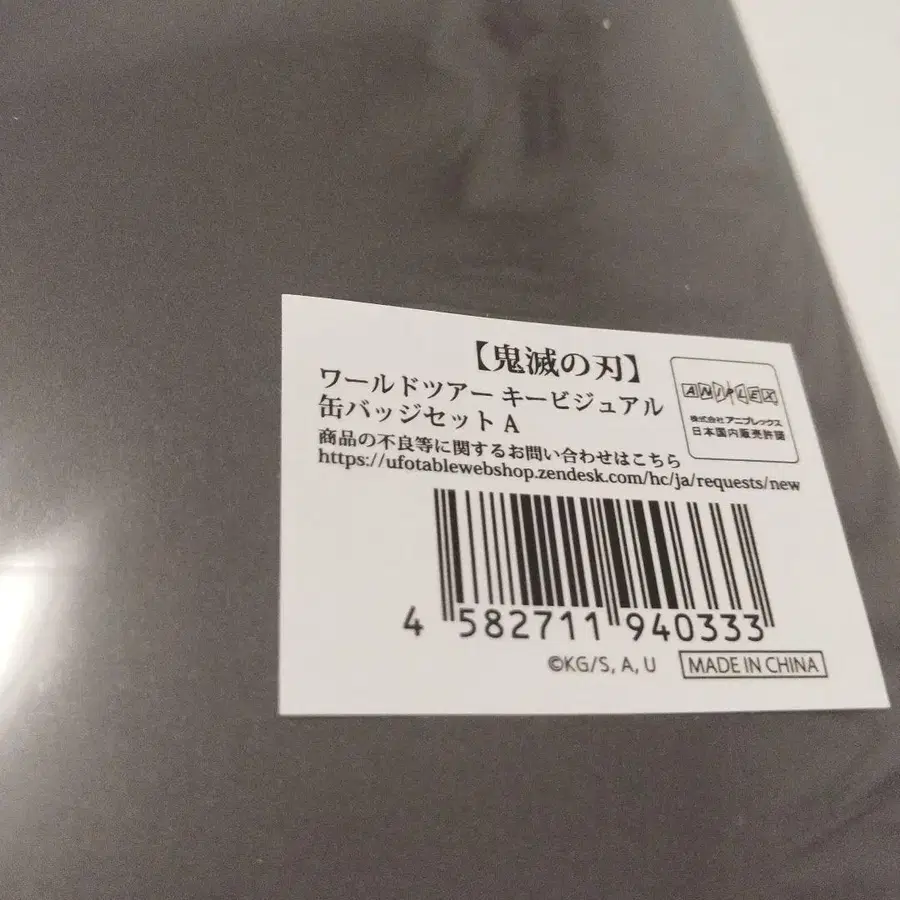 【鬼滅の刃】
ワールドツアー キービジュアル
缶バッジセット A
商品の不良等に関するお問い合わせはこちら
https://ufotablewebshop.zendesk.com/hc/ja/requests/new
ANIPLEX
株式会社アニプレックス
日本国内販売許諾
4 582711 940333
©KG/S, A, U
MADE IN CHINA